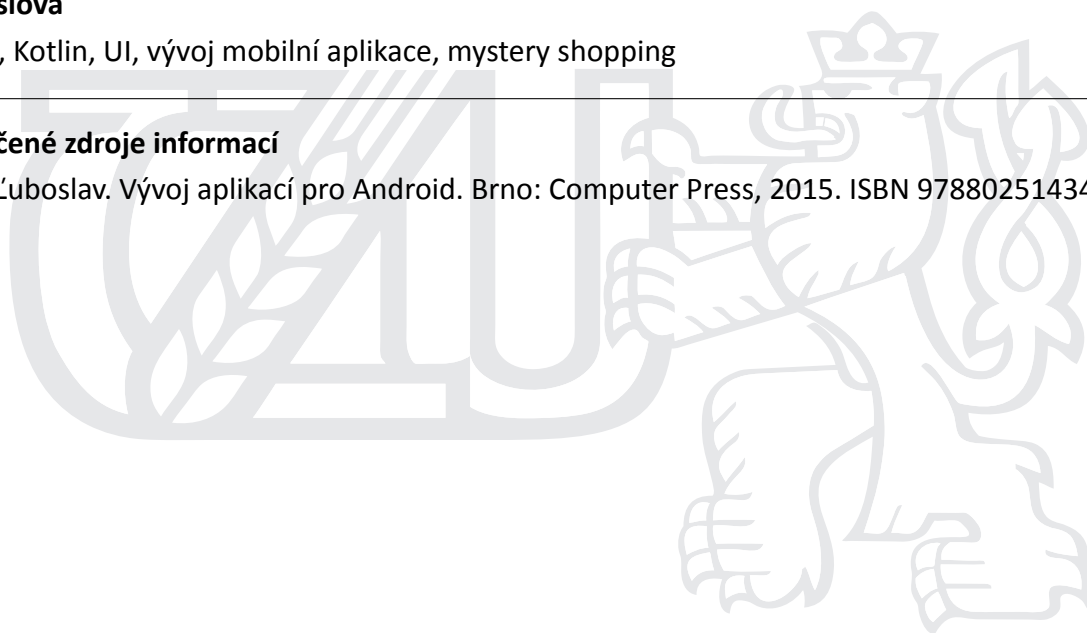 slova
, Kotlin, UI, vývoj mobilní aplikace, mystery shopping
čené zdroje informací
Ľuboslav. Vývoj aplikací pro Android. Brno: Computer Press, 2015. ISBN 97880251434